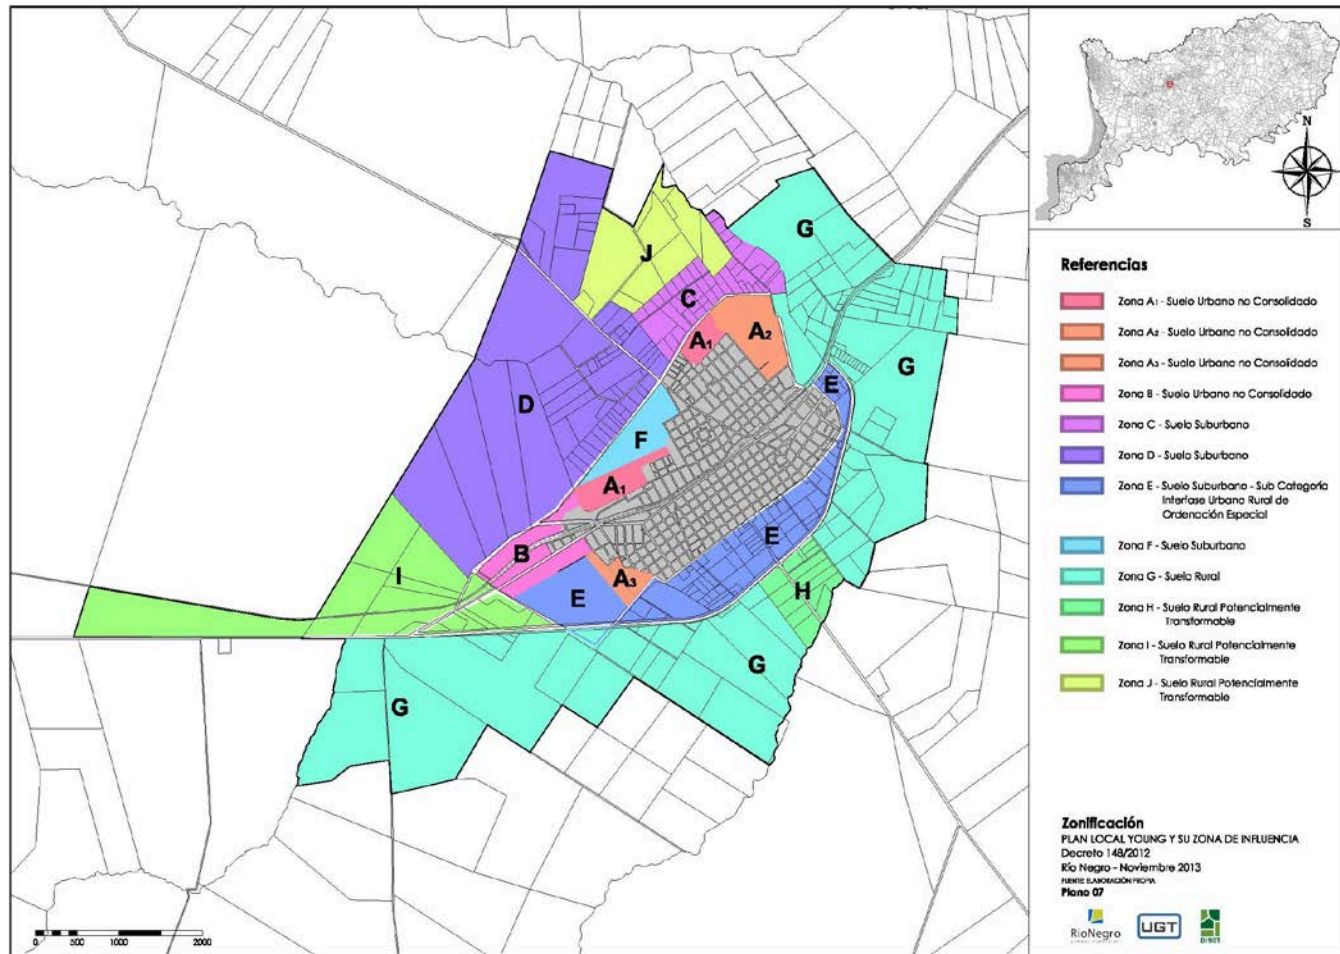 N
S
Referencias
Zona A1 - Suelo Urbano no Consolidado
Zona A2 - Suelo Urbano no Consolidado
Zona A3 - Suelo Urbano no Consolidado
Zona B - Suelo Urbano no Consolidado
Zona C - Suelo Suburbano
Zona D - Suelo Suburbano
Zona E - Suelo Suburbano - Sub Categoría
Interfase Urbano Rural de
Ordenación Especial
Zona F - Suelo Suburbano
Zona G - Suelo Rural
Zona H - Suelo Rural Potencialmente
Transformable
Zona I - Suelo Rural Potencialmente
Transformable
Zona J - Suelo Rural Potencialmente
Transformable
G
J
C
A1
A2
G
E
D
F
A1
E
B
A3
I
E
H
G
G
0
500
1000
2000
Zonificación
PLAN LOCAL YOUNG Y SU ZONA DE INFLUENCIA
Decreto 148/2012
Río Negro - Noviembre 2013
FUENTE ELABORACIÓN PROPIA
Plano 07
RioNegro
UGT
DINOT